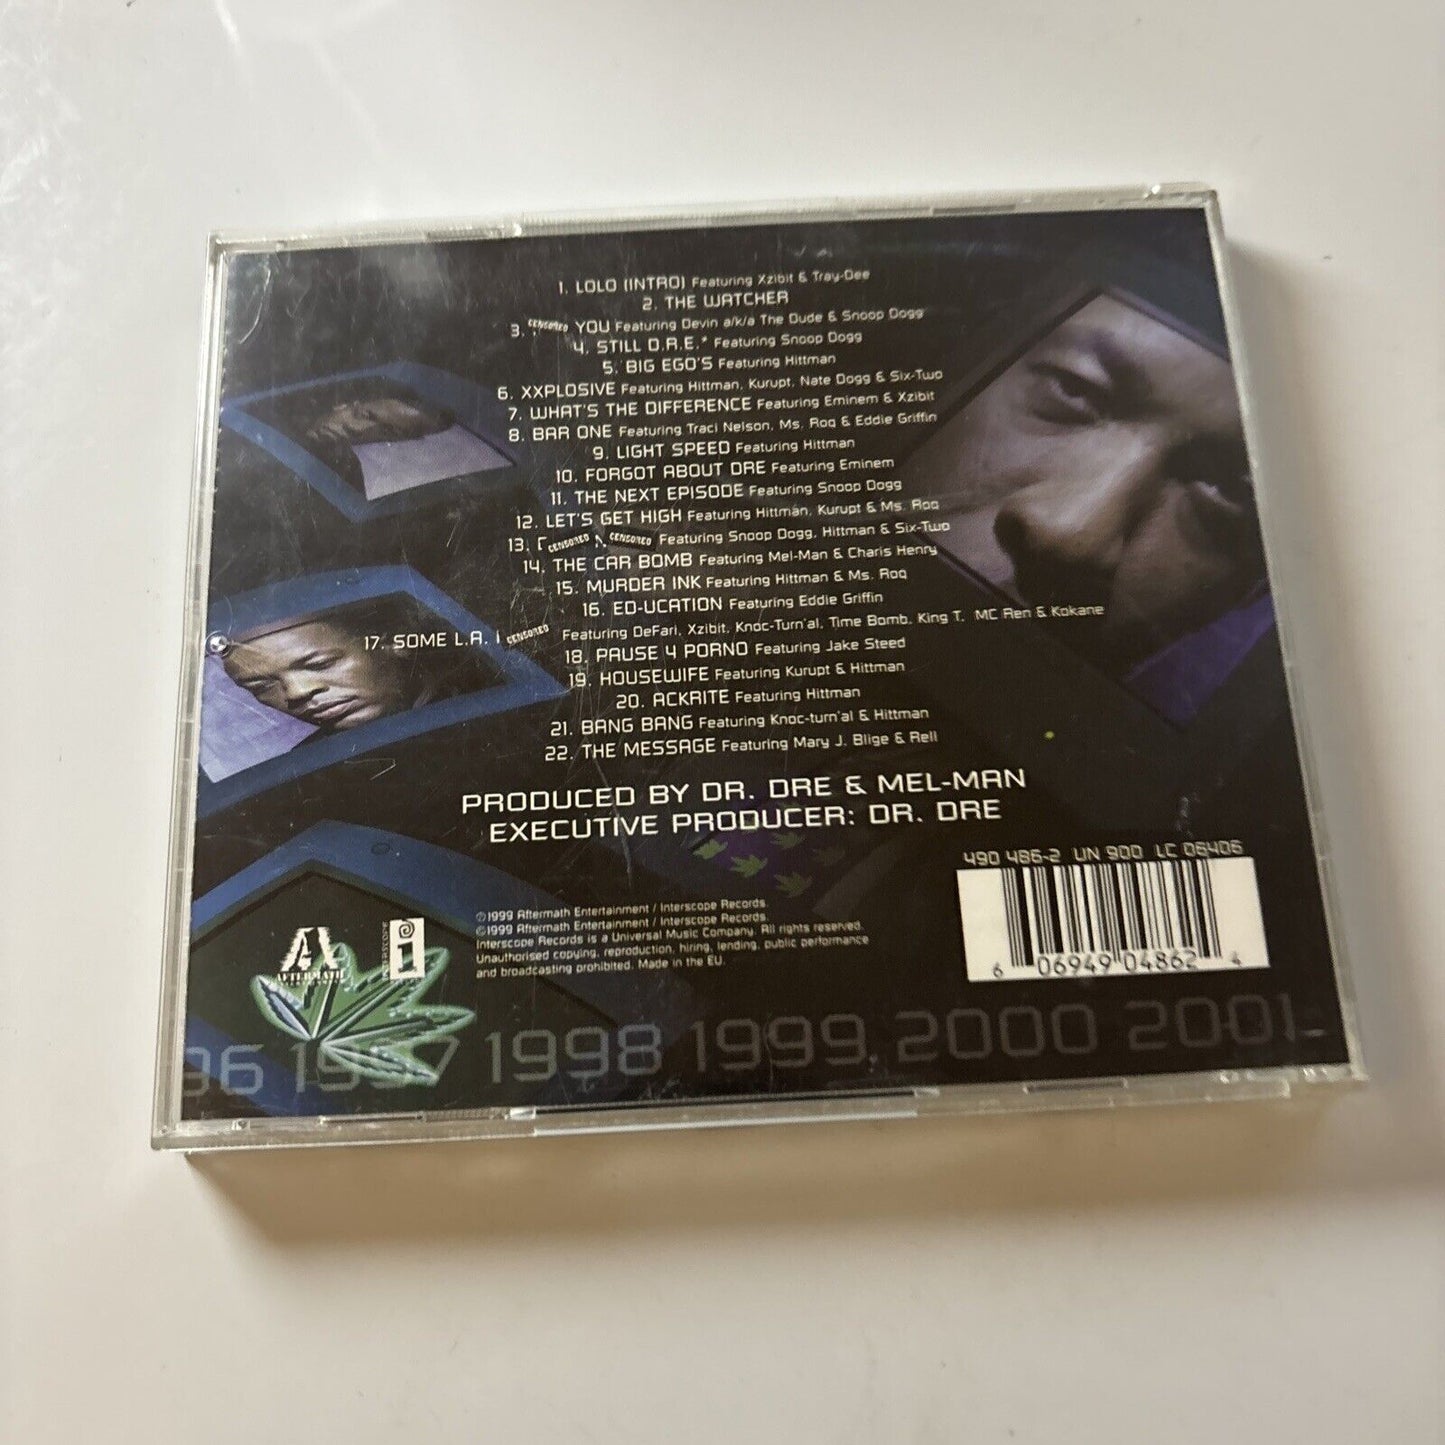 1. LOLO (INTRO) Featuring Xzibit & Tray-Dee
2. THE WATCHER
3. CENSORED YOU Featuring Devin a/k/a The Dude & Snoop Dogg
4. STILL D.R.E.* Featuring Snoop Dogg
5. BIG EGO'S Featuring Hittman
6. XXPLOSIVE Featuring Hittman, Kurupt, Nate Dogg & Six-Two
7. WHAT'S THE DIFFERENCE Featuring Eminem & Xzibit
8. BAR ONE Featuring Traci Nelson, Ms. Roq & Eddie Griffin
9. LIGHT SPEED Featuring Hittman
10. FORGOT ABOUT DRE Featuring Eminem
11. THE NEXT EPISODE Featuring Snoop Dogg
12. LET'S GET HIGH Featuring Hittman, Kurupt & Ms. Roq
13. CENSORED CENSORED Featuring Snoop Dogg, Hittman & Six-Two
14. THE CAR BOMB Featuring Mel-Man & Charis Henry
15. MURDER INK Featuring Hittman & Ms. Roq
16. ED-UCATION Featuring Eddie Griffin
17. SOME L.A. CENSORED Featuring DeFari, Xzibit, Knoc-Turn'al, Time Bomb, King T, MC Ren & Kokane
18. PAUSE 4 PORNO Featuring Jake Steed
19. HOUSEWIFE Featuring Kurupt & Hittman
20. ACKRITE Featuring Hittman
21. BANG BANG Featuring Knoc-turn'al & Hittman
22. THE MESSAGE Featuring Mary J. Blige & Rell
PRODUCED BY DR. DRE & MEL-MAN
EXECUTIVE PRODUCER: DR. DRE
490 486-2 UN 900 LC 06406
6 06949 04862 4
AFTERMATH
INTERSCOPE
℗1999 Aftermath Entertainment / Interscope Records.
©1999 Aftermath Entertainment / Interscope Records.
Interscope Records is a Universal Music Company. All rights reserved.
Unauthorised copying, reproduction, hiring, lending, public performance
and broadcasting prohibited. Made in the EU.
96 1997 1998 1999 2000 2001